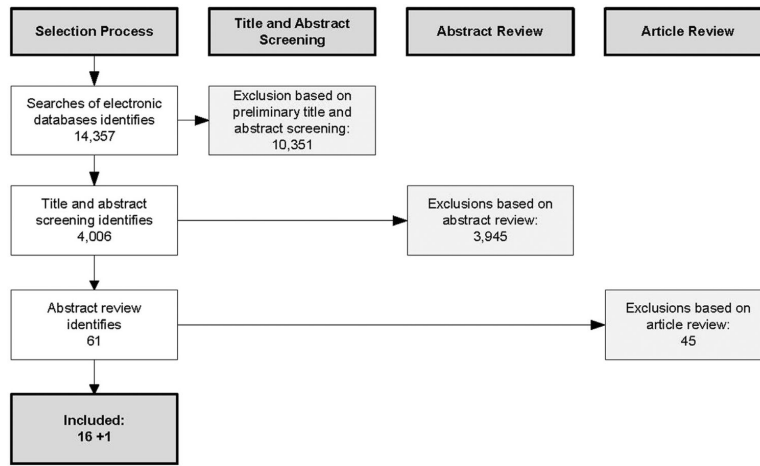 Selection Process
Title and Abstract
Screening
Abstract Review
Article Review
Searches of electronic
databases identifies
14,357
Exclusion based on
preliminary title and
abstract screening:
10,351
Title and abstract
screening identifies
4,006
Exclusions based on
abstract review:
3,945
Abstract review
identifies
61
Exclusions based on
article review:
45
Included:
16 +1